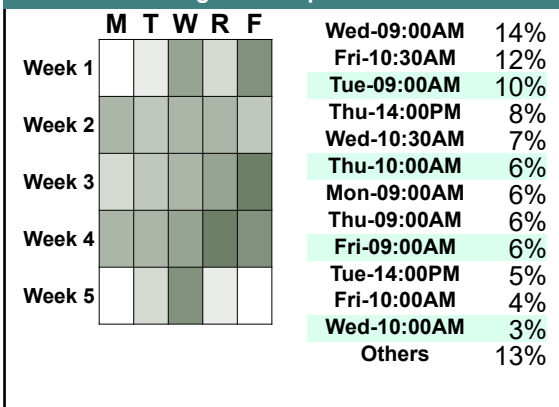 M T W R F
Week 1
Week 2
Week 3
Week 4
Week 5
Wed-09:00AM 14%
Fri-10:30AM 12%
Tue-09:00AM 10%
Thu-14:00PM 8%
Wed-10:30AM 7%
Thu-10:00AM 6%
Mon-09:00AM 6%
Thu-09:00AM 6%
Fri-09:00AM 6%
Tue-14:00PM 5%
Fri-10:00AM 4%
Wed-10:00AM 3%
Others 13%